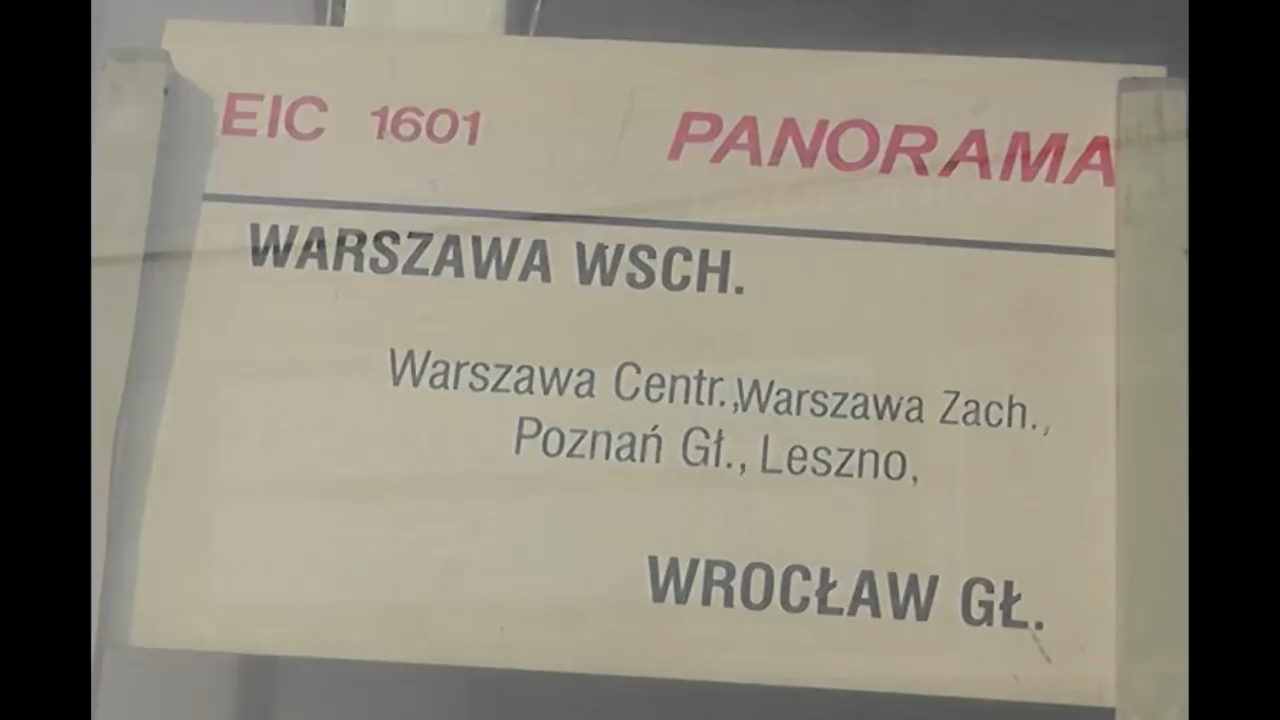 EIC 1601 PANORAMA
WARSZAWA WSCH.
Warszawa Centr.,Warszawa Zach.,
Poznań Gł., Leszno,
WROCŁAW GŁ.